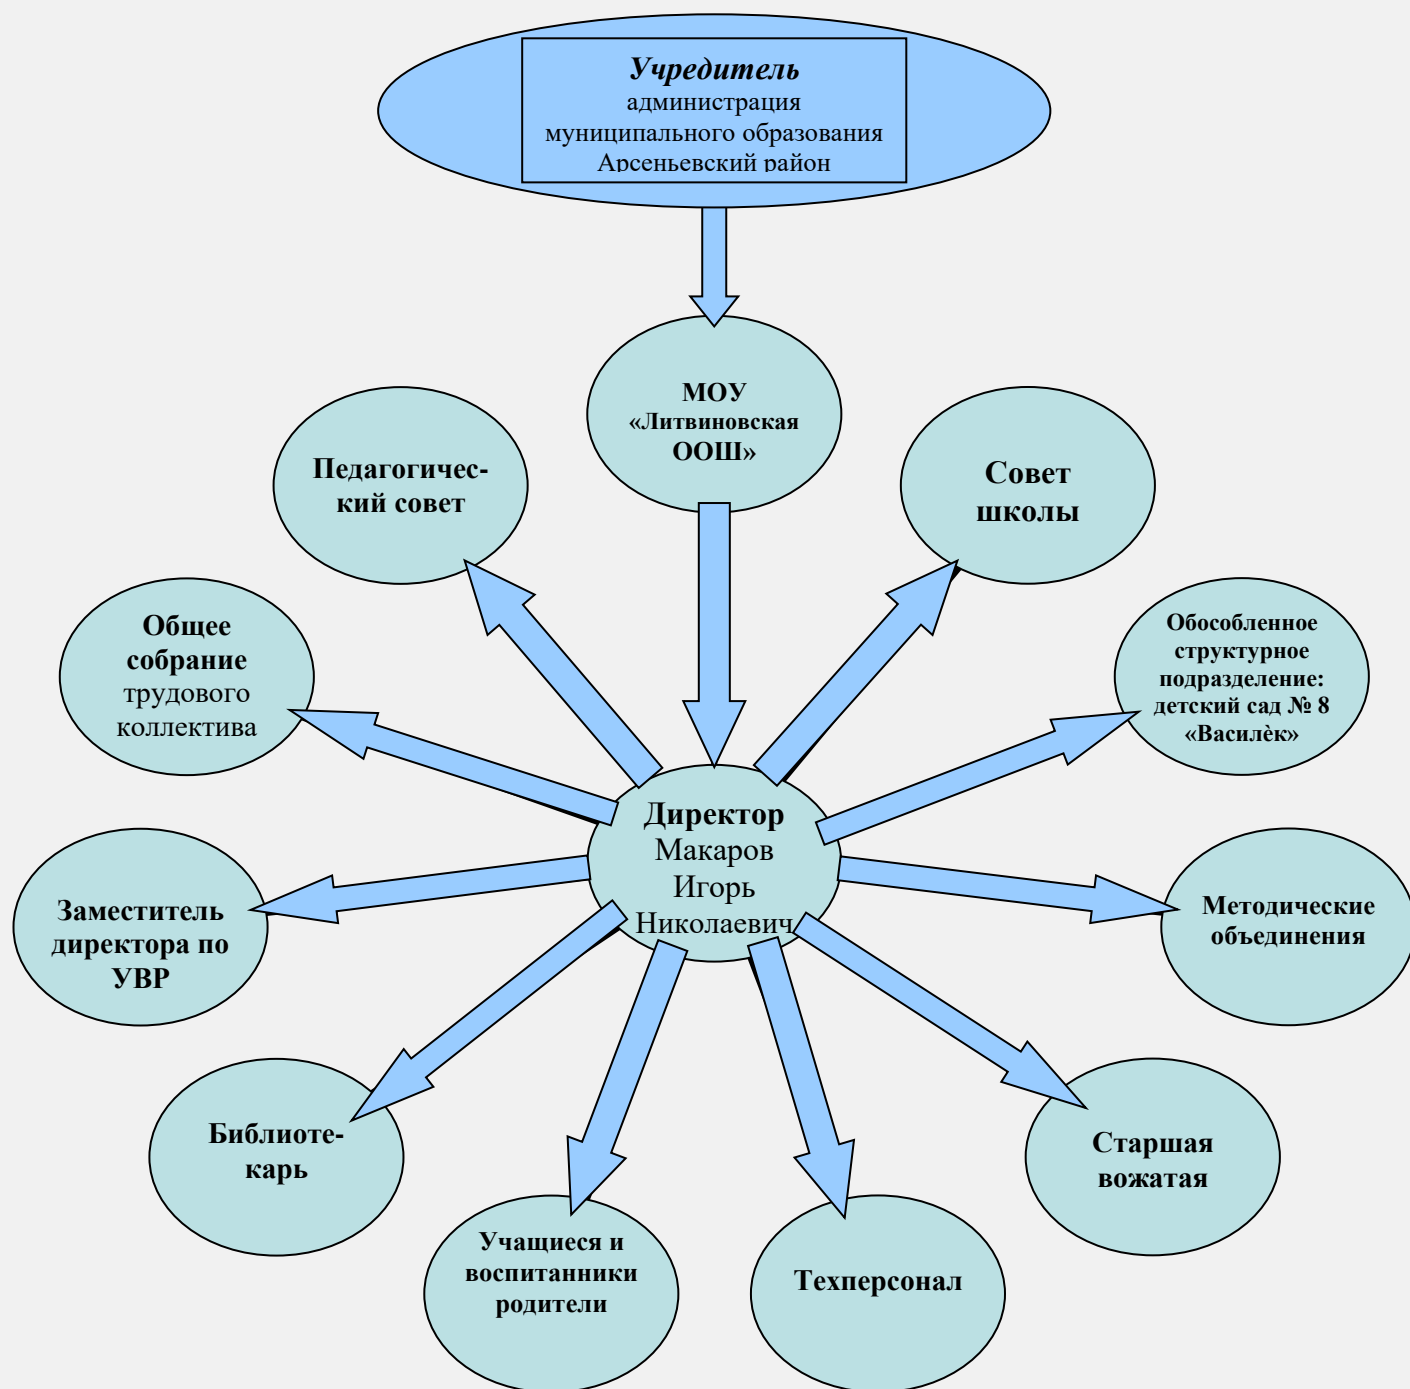 Учредитель
администрация
муниципального образования
Арсеньевский район
МОУ
«Литвиновская
ООШ»
Педагогичес-
кий совет
Совет
школы
Общее
собрание
трудового
коллектива
Обособленное
структурное
подразделение:
детский сад № 8
«Василѐк»
Директор
Макаров
Игорь
Николаевич
Заместитель
директора по
УВР
Методические
объединения
Библиоте-
карь
Старшая
вожатая
Учащиеся и
воспитанники
родители
Техперсонал